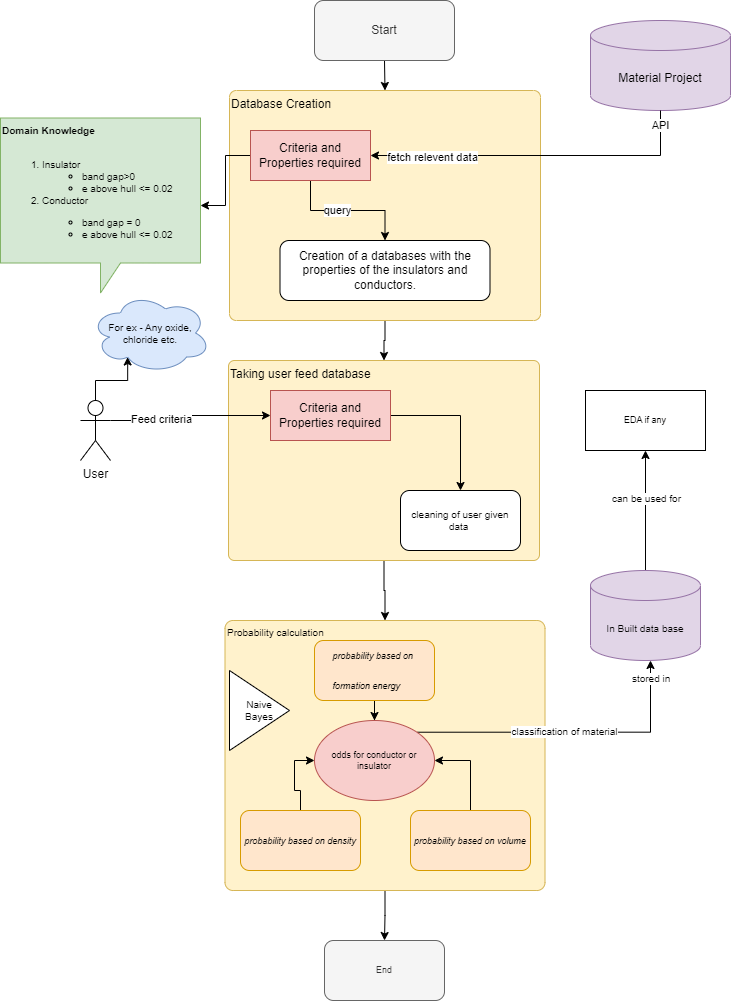 Start
Material Project
API
Database Creation
Criteria and
Properties required
fetch relevent data
Domain Knowledge
1. Insulator
band gap>0
e above hull <= 0.02
2. Conductor
band gap = 0
e above hull <= 0.02
query
Creation of a databases with the
properties of the insulators and
conductors.
For ex - Any oxide,
chloride etc.
Taking user feed database
Criteria and
Properties required
Feed criteria
User
EDA if any
can be used for
cleaning of user given
data
In Built data base
Probability calculation
probability based on
formation energy
stored in
Naive
Bayes
classification of material
odds for conductor or
insulator
probability based on density
probability based on volume
End